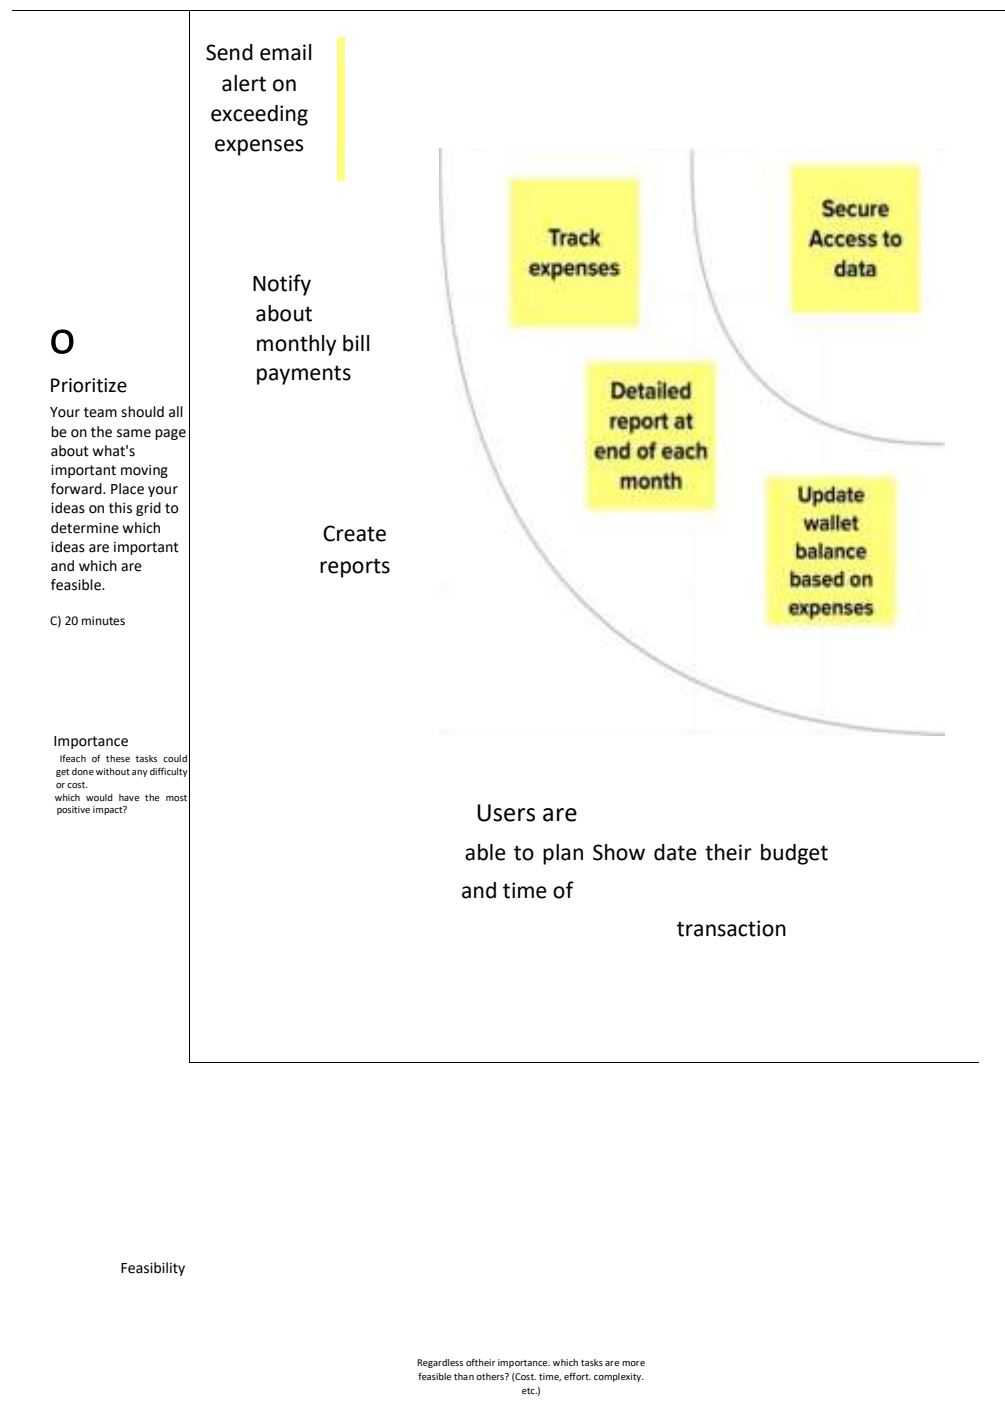 Send email
alert on
exceeding
expenses
Track
expenses
Secure
Access to
data
Notify
about
monthly bill
payments
O
Prioritize
Your team should all
be on the same page
about what's
important moving
forward. Place your
ideas on this grid to
determine which
ideas are important
and which are
feasible.
C) 20 minutes
Detailed
report at
end of each
month
Update
wallet
balance
based on
expenses
Create
reports
Importance
Ifeach of these tasks could
get done without any difficulty
or cost.
which would have the most
positive impact?
Users are
able to plan Show date their budget
and time of
transaction
Feasibility
Regardless oftheir importance. which tasks are more
feasible than others? (Cost. time, effort. complexity.
etc.)